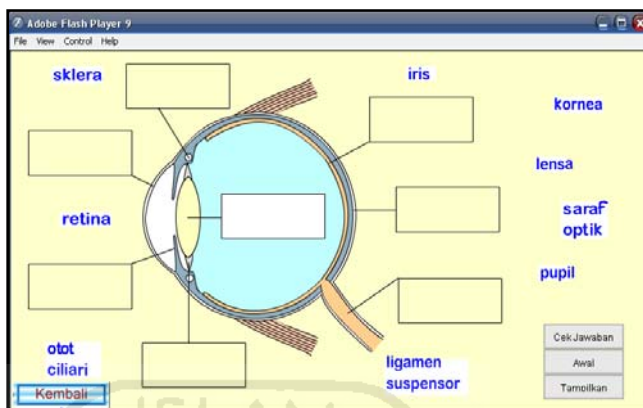 Adobe Flash Player 9
File View Control Help
sklera
iris
kornea
lensa
retina
saraf
optik
pupil
otot
ciliari
ligamen
suspensor
Cek Jawaban
Awal
Tampilkan
Kembali